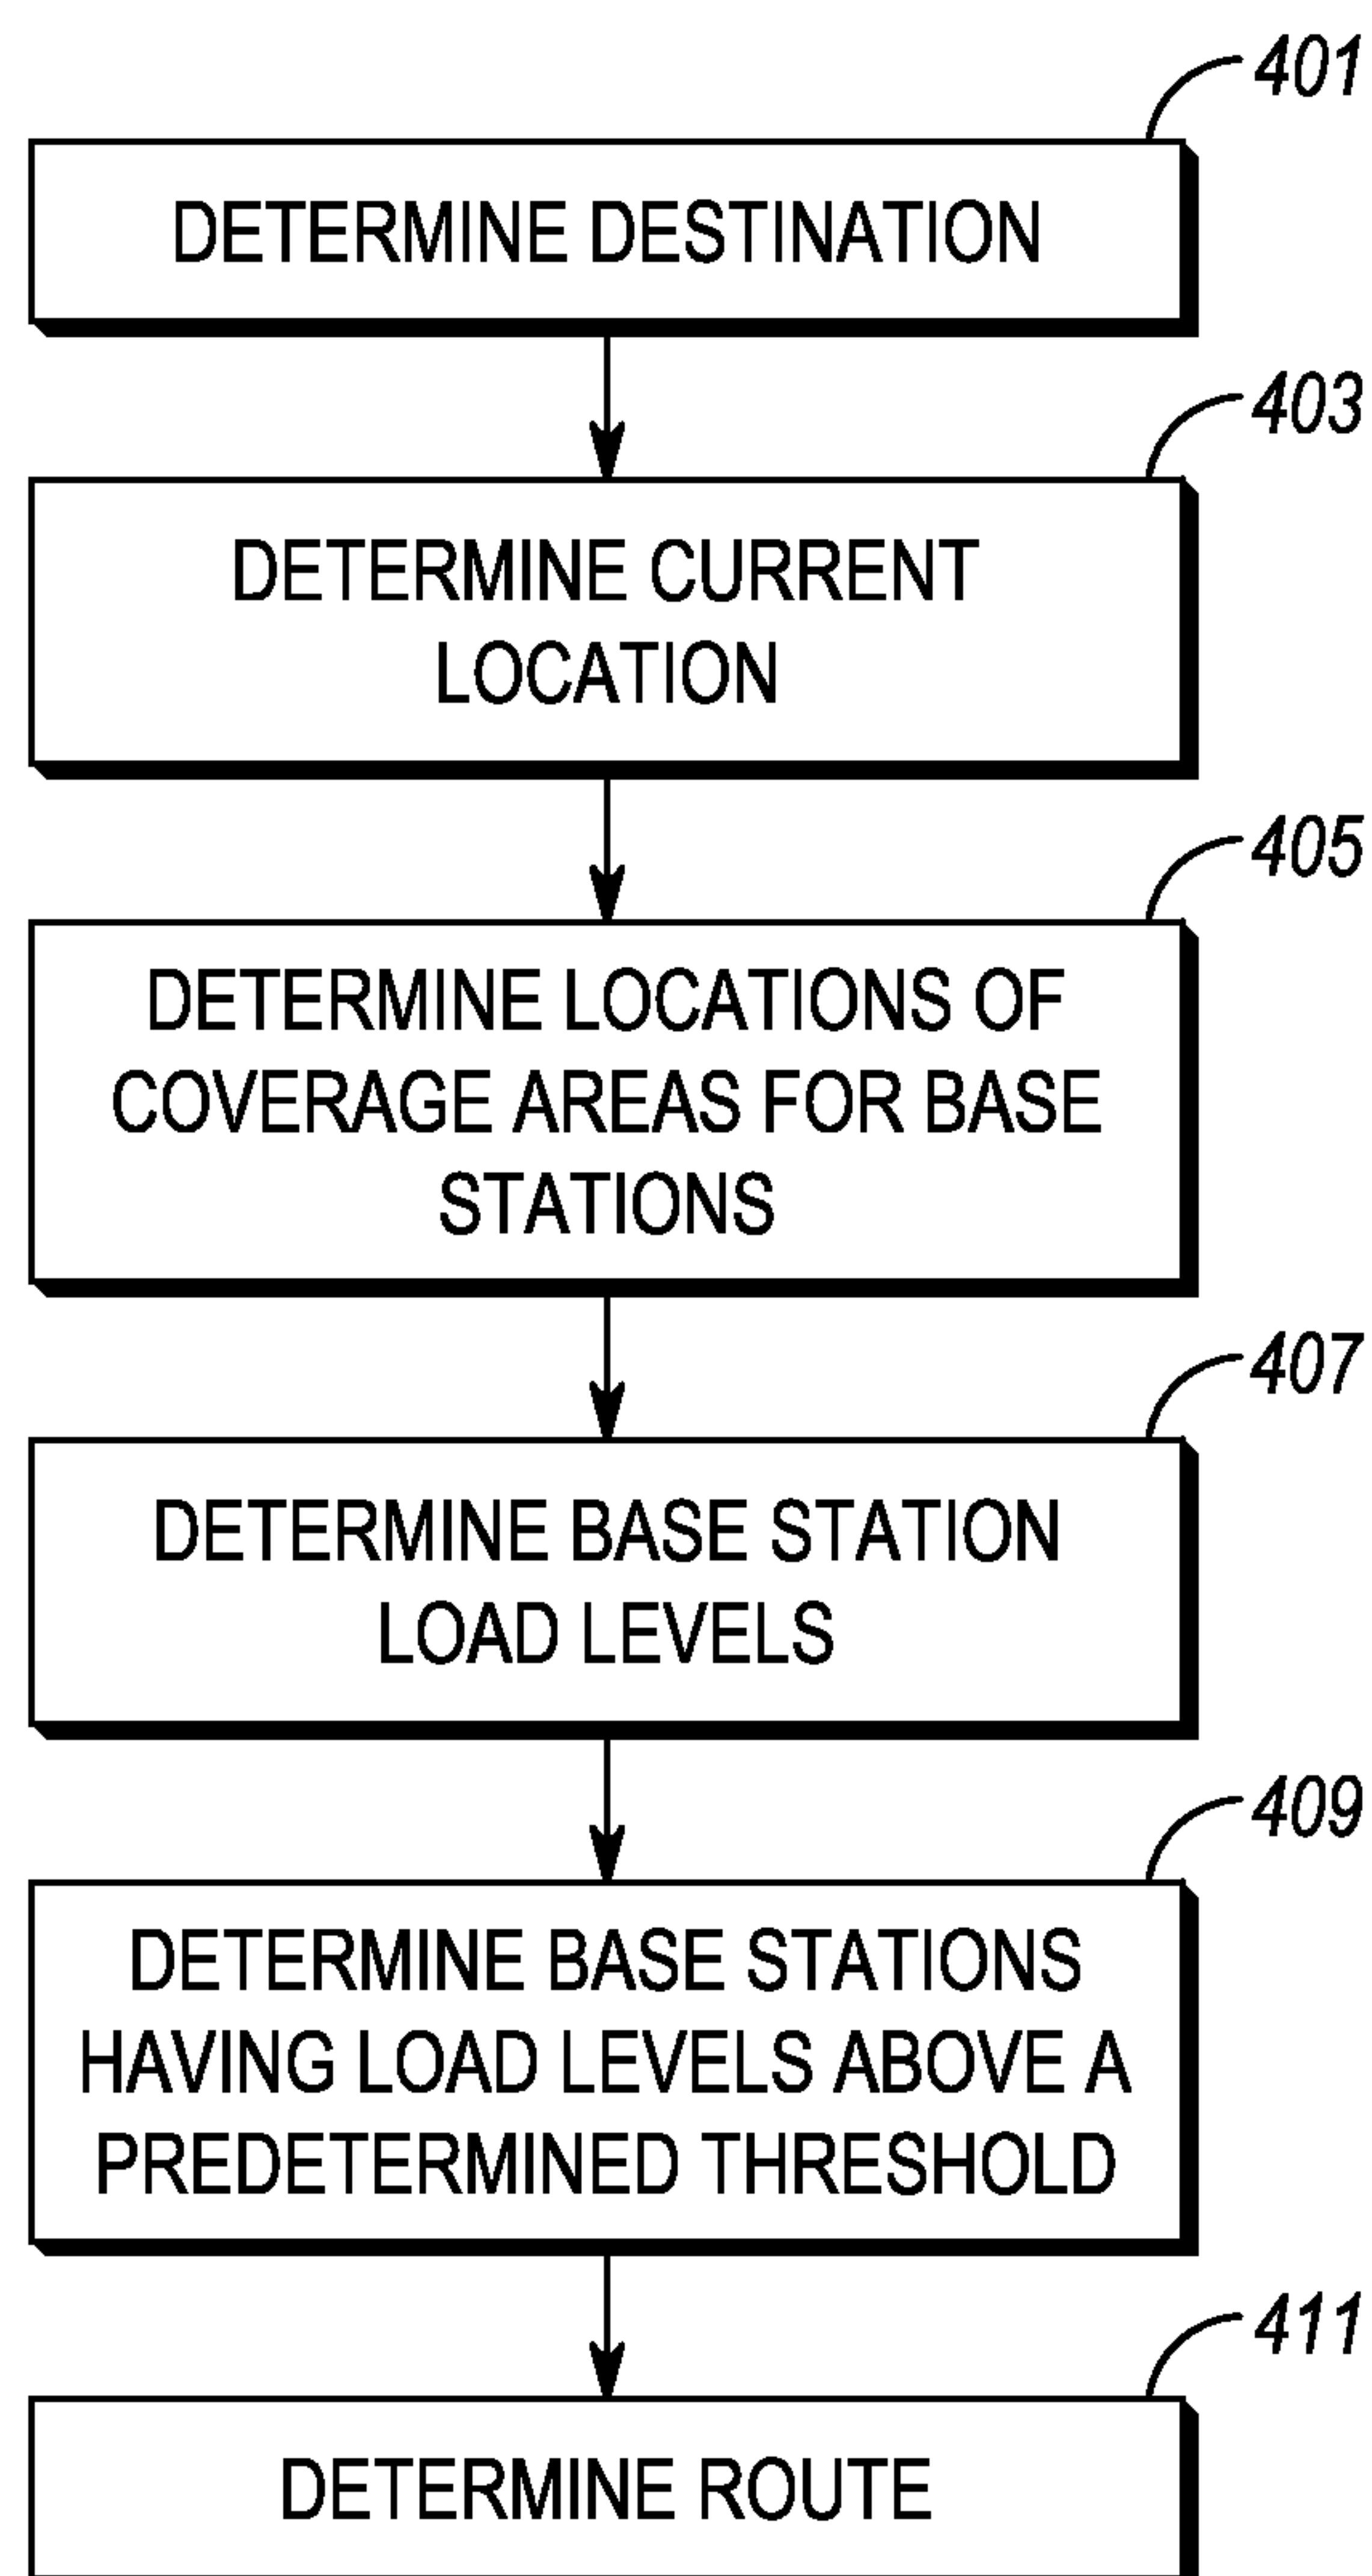 401
DETERMINE DESTINATION
403
DETERMINE CURRENT
LOCATION
405
DETERMINE LOCATIONS OF
COVERAGE AREAS FOR BASE
STATIONS
407
DETERMINE BASE STATION
LOAD LEVELS
409
DETERMINE BASE STATIONS
HAVING LOAD LEVELS ABOVE A
PREDETERMINED THRESHOLD
411
DETERMINE ROUTE